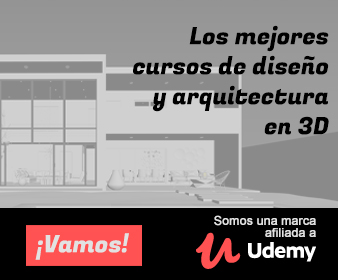 Los mejores
cursos de diseño
y arquitectura
en 3D
¡Vamos!
Somos una marca
afiliada a
Udemy